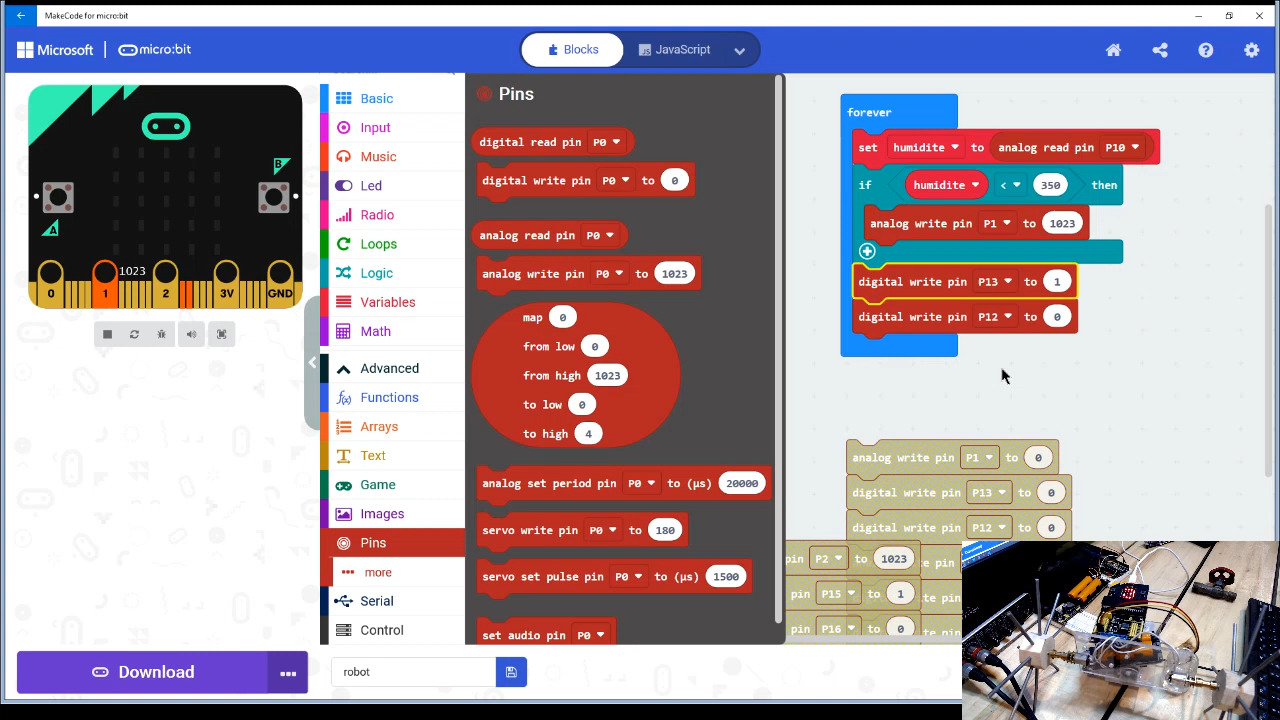 MakeCode for micro:bit
Microsoft micro:bit
Blocks
JavaScript
A
B
1023
0 1 2 3V GND
Basic
Input
Music
Led
Radio
Loops
Logic
Variables
Math
Advanced
Functions
Arrays
Text
Game
Images
Pins
more
Serial
Control
Pins
digital read pin P0
digital write pin P0 to 0
analog read pin P0
analog write pin P0 to 1023
map 0
from low 0
from high 1023
to low 0
to high 4
analog set period pin P0 to (µs) 20000
servo write pin P0 to 180
servo set pulse pin P0 to (µs) 1500
set audio pin P0
forever
set humidite to analog read pin P10
if humidite < 350 then
analog write pin P1 to 1023
digital write pin P13 to 1
digital write pin P12 to 0
analog write pin P1 to 0
digital write pin P13 to 0
digital write pin P12 to 0
pin P2 to 1023
pin P15 to 1
pin P16 to 0
Download
robot